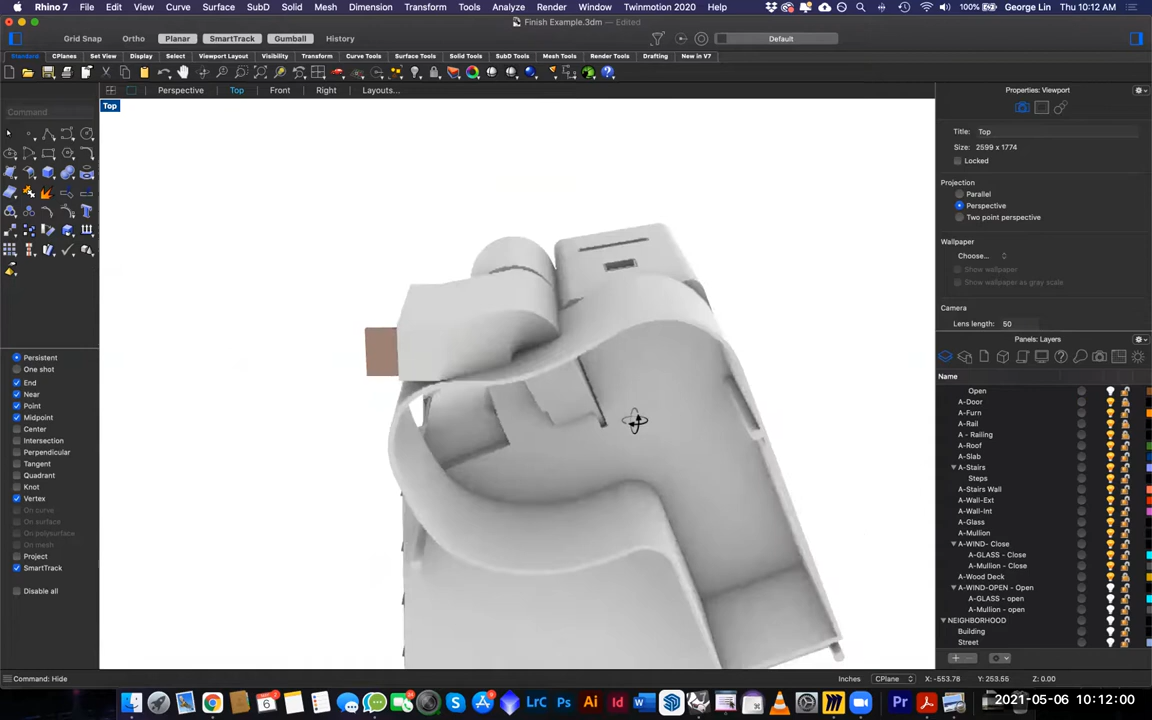 Rhino 7 File Edit View Curve Surface SubD Solid Mesh Dimension Transform Tools Analyze Render Window Twinmotion 2020 Help 100% George Lin Thu 10:12 AM
Finish Example.3dm — Edited
Grid Snap Ortho Planar SmartTrack Gumball History Default
Standard CPlanes Set View Display Select Viewport Layout Visibility Transform Curve Tools Surface Tools Solid Tools SubD Tools Mesh Tools Render Tools Drafting New in V7
Perspective Top Front Right Layouts...
Top
Command
Persistent
One shot
End
Near
Point
Midpoint
Center
Intersection
Perpendicular
Tangent
Quadrant
Knot
Vertex
On curve
On surface
On polysurface
On mesh
Project
SmartTrack
Disable all
Properties: Viewport
Title: Top
Size: 2599 x 1774
Locked
Projection
Parallel
Perspective
Two point perspective
Wallpaper
Choose...
Show wallpaper
Show wallpaper as gray scale
Camera
Lens length: 50
Panels: Layers
Name
Open
A-Door
A-Furn
A-Rail
A - Railing
A-Roof
A-Slab
A-Stairs
Steps
A-Stairs Wall
A-Wall-Ext
A-Wall-Int
A-Glass
A-Mullion
A-WIND- Close
A-GLASS - Close
A-Mullion - Close
A-Wood Deck
A-WIND-OPEN - Open
A-GLASS - open
A-Mullion - open
NEIGHBORHOOD
Building
Street
Command: Hide Inches CPlane X: -553.78 Y: 253.55 Z: 0.00
LrC Ps Ai Id Pr
2021-05-06 10:12:00